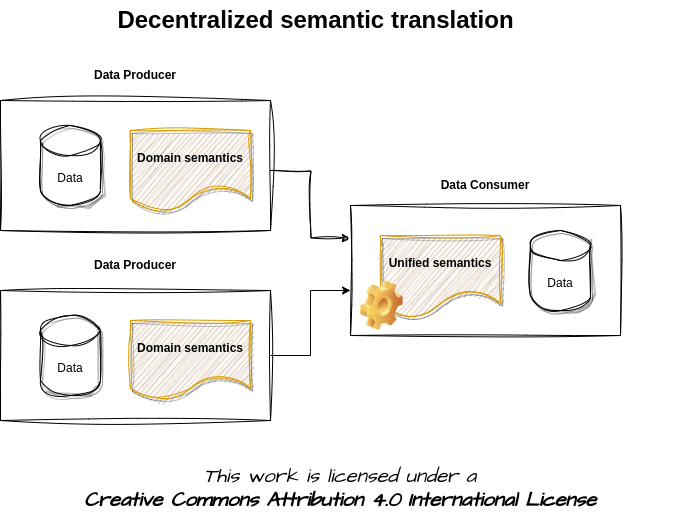 Decentralized semantic translation
Data Producer
Data
Domain semantics
Data Producer
Data
Domain semantics
Data Consumer
Unified semantics
Data
This work is licensed under a
Creative Commons Attribution 4.0 International License